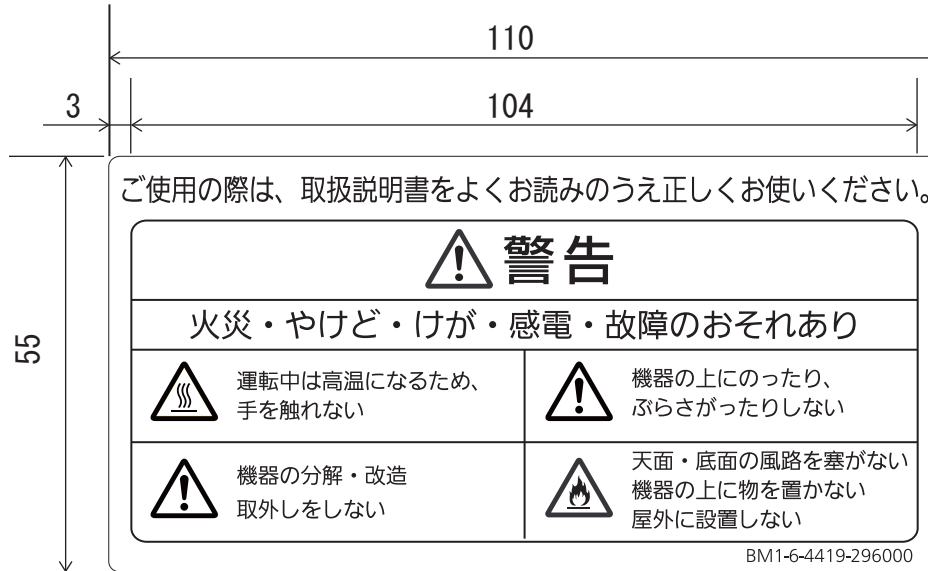 110
3
104
55
ご使用の際は、取扱説明書をよくお読みのうえ正しくお使いください。
警告
火災・やけど・けが・感電・故障のおそれあり
運転中は高温になるため、
手を触れない
機器の上にのったり、
ぶらさがったりしない
機器の分解・改造
取外しをしない
天面・底面の風路を塞がない
機器の上に物を置かない
屋外に設置しない
BM1-6-4419-296000